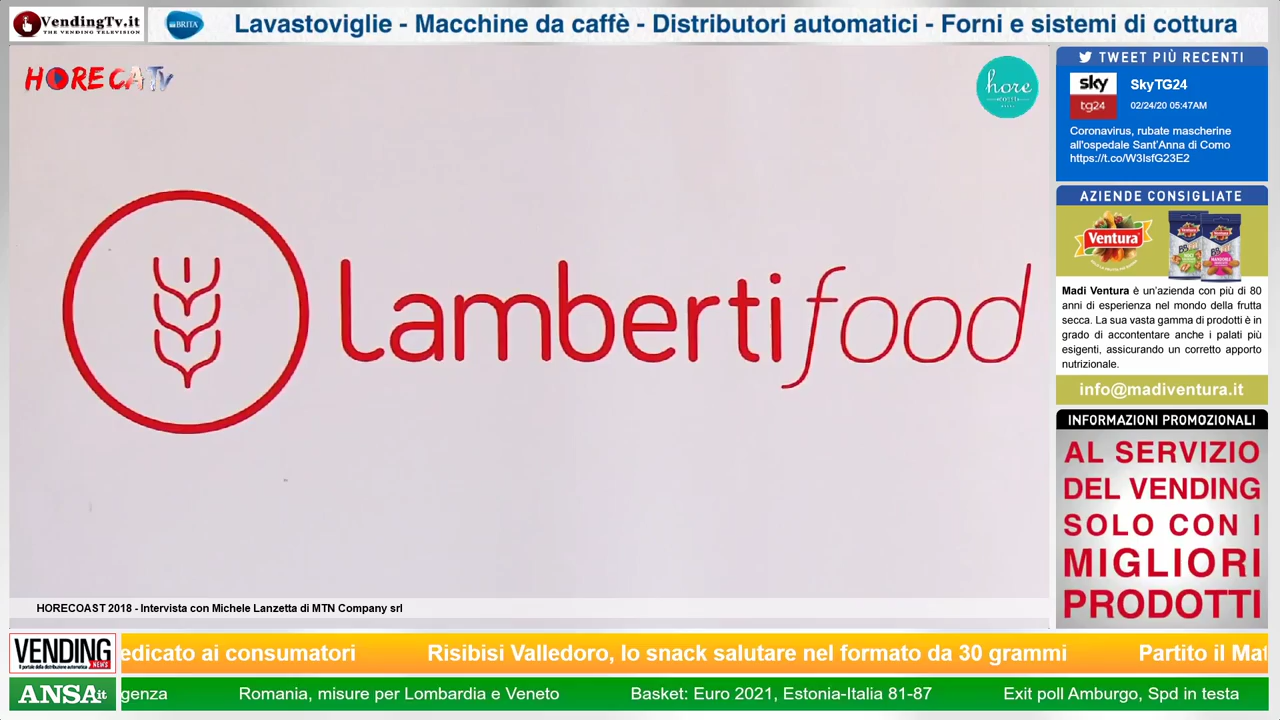 VendingTv.it
THE VENDING TELEVISION
BRITA
Lavastoviglie - Macchine da caffè - Distributori automatici - Forni e sistemi di cottura
HORECATv
hore
COAST
TWEET PIÙ RECENTI
sky
tg24
SkyTG24
02/24/20 05:47AM
Coronavirus, rubate mascherine
all'ospedale Sant'Anna di Como
https://t.co/W3IsfG23E2
lambertifood
AZIENDE CONSIGLIATE
Ventura
Madi Ventura è un'azienda con più di 80
anni di esperienza nel mondo della frutta
secca. La sua vasta gamma di prodotti è in
grado di accontentare anche i palati più
esigenti, assicurando un corretto apporto
nutrizionale.
info@madiventura.it
INFORMAZIONI PROMOZIONALI
AL SERVIZIO
DEL VENDING
SOLO CON I
MIGLIORI
PRODOTTI
HORECOAST 2018 - Intervista con Michele Lanzetta di MTN Company srl
VENDING
NEWS
Il portale della distribuzione automatica
edicato ai consumatori Risibisi Valledoro, lo snack salutare nel formato da 30 grammi Partito il Mat
ANSA.it
genza Romania, misure per Lombardia e Veneto Basket: Euro 2021, Estonia-Italia 81-87 Exit poll Amburgo, Spd in testa